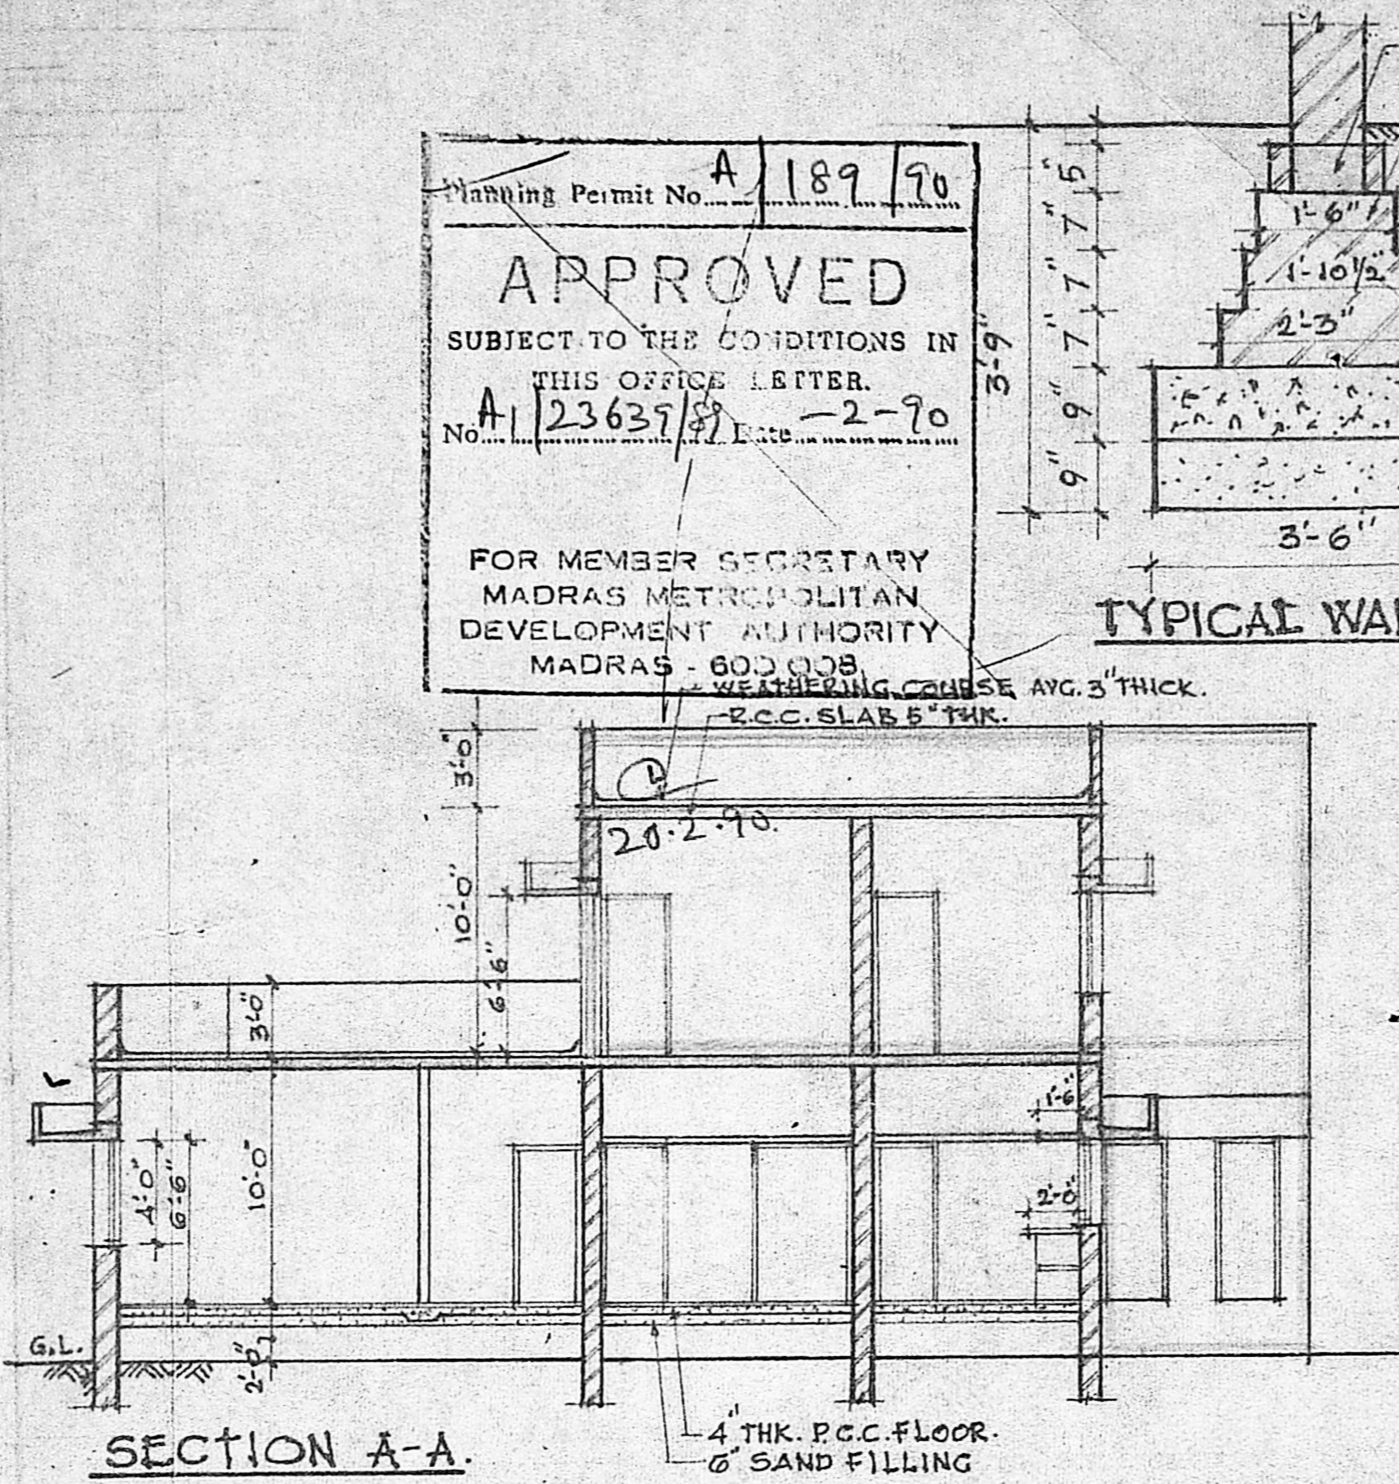 Planning Permit No. A/189/90
APPROVED
SUBJECT TO THE CONDITIONS IN
THIS OFFICE LETTER.
No. A1/23639/89 Date -2-90
FOR MEMBER SECRETARY
MADRAS METROPOLITAN
DEVELOPMENT AUTHORITY
MADRAS - 600 008
3'-9"
5"
7"
7"
7"
9"
9"
1'-6"
1'-10 1/2"
2'-3"
3'-6"
TYPICAL WAL
WEATHERING COURSE AVG. 3" THICK.
R.C.C. SLAB 5" THK.
20.2.90.
3'-0"
10'-0"
6'-6"
3'-0"
4'-0"
6'-6"
10'-0"
1'-6"
2'-0"
G.L.
2'-0"
4" THK. P.C.C. FLOOR.
6" SAND FILLING
SECTION A-A.